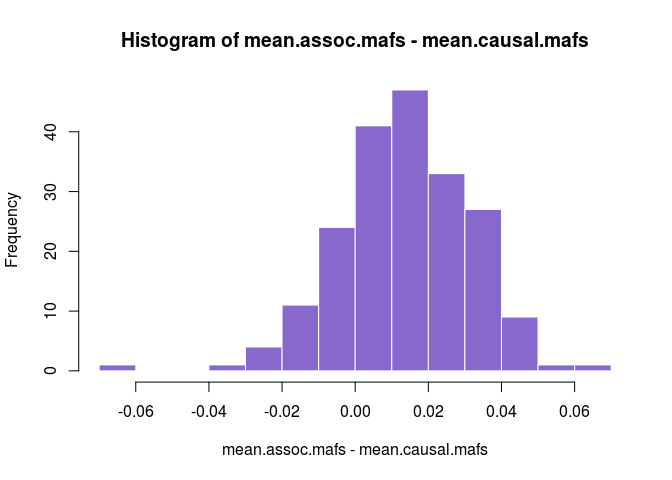 Histogram of mean.assoc.mafs - mean.causal.mafs
Frequency
40
30
20
10
0
-0.06 -0.04 -0.02 0.00 0.02 0.04 0.06
mean.assoc.mafs - mean.causal.mafs